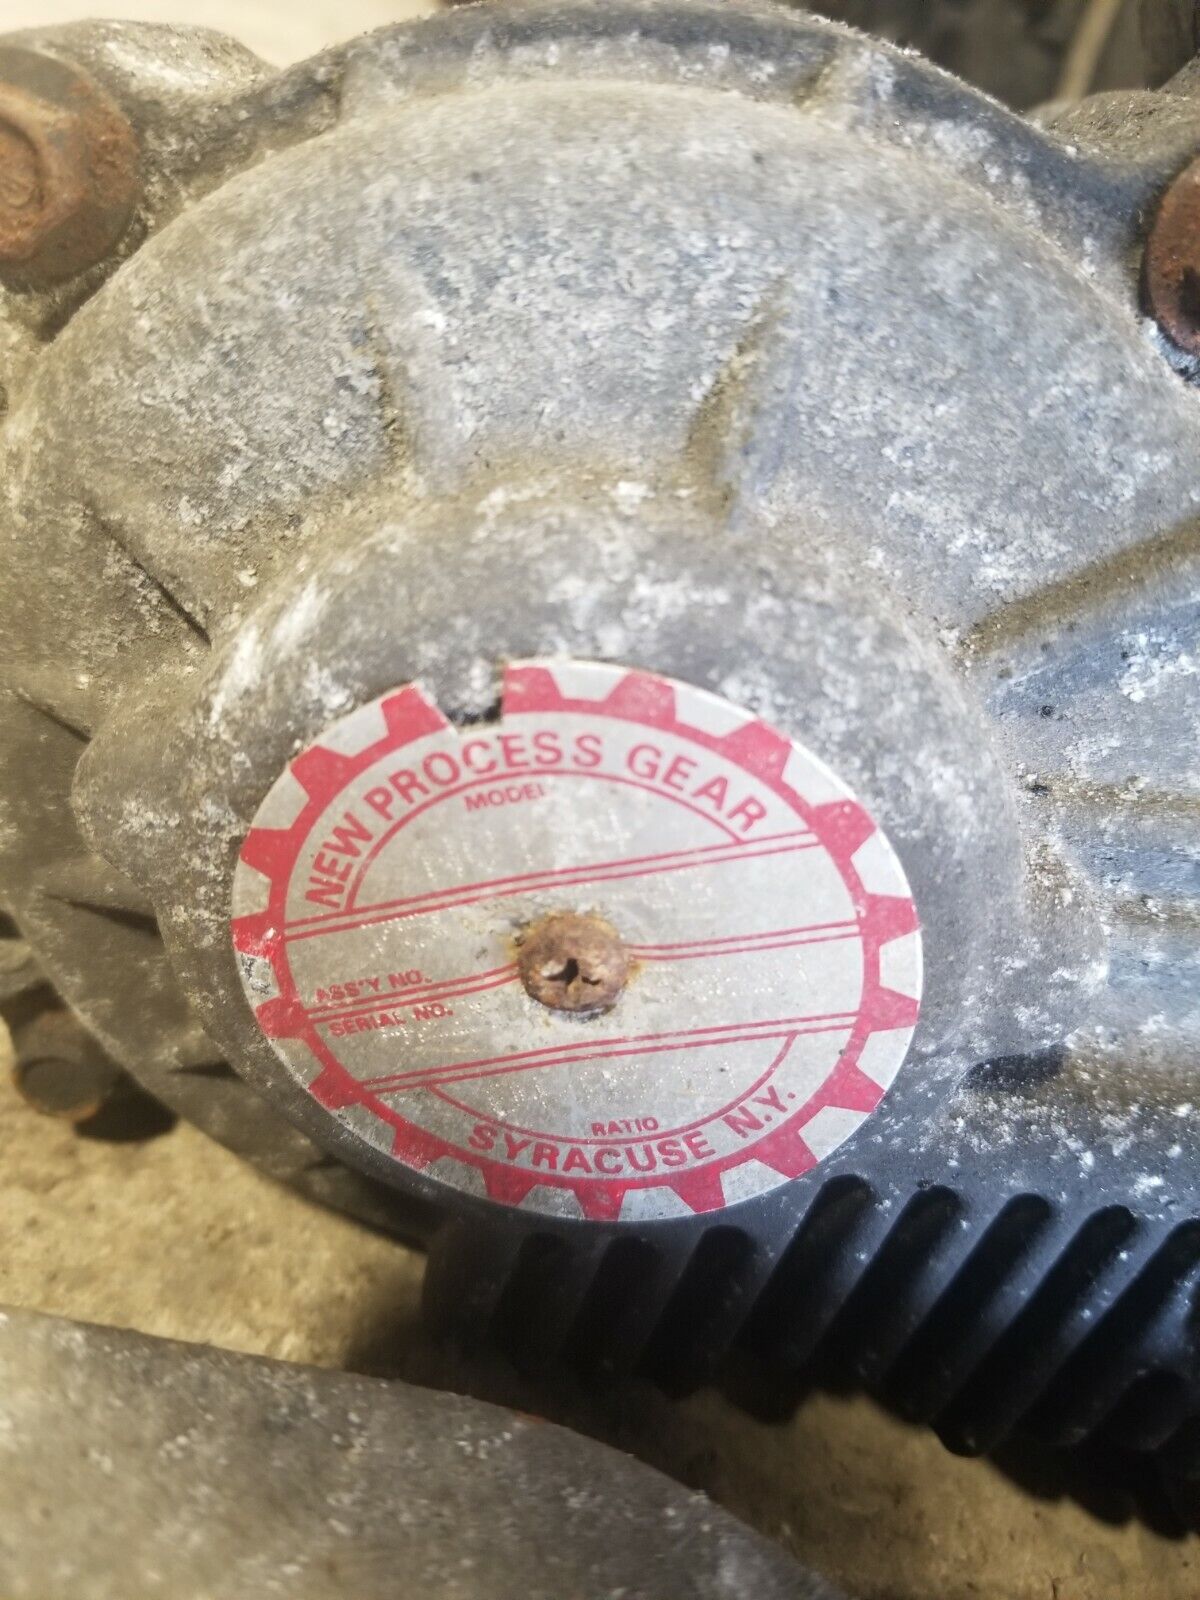 NEW PROCESS GEAR
MODEL
ASS'Y NO.
SERIAL NO.
RATIO
SYRACUSE N.Y.